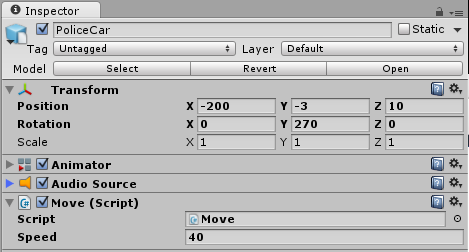 Inspector
PoliceCar Static
Tag Untagged Layer Default
Model Select Revert Open
Transform
Position X -200 Y -3 Z 10
Rotation X 0 Y 270 Z 0
Scale X 1 Y 1 Z 1
Animator
Audio Source
Move (Script)
Script Move
Speed 40